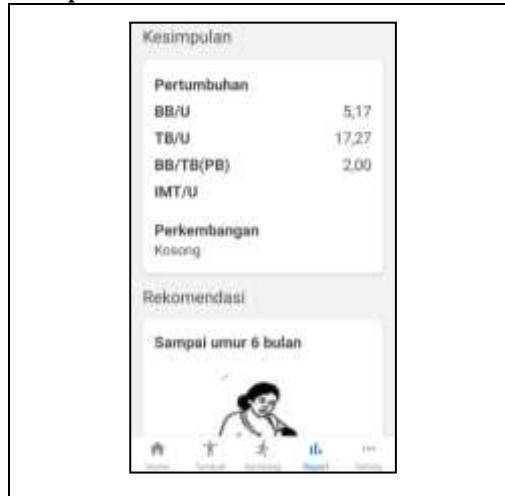 Kesimpulan
Pertumbuhan
BB/U 5,17
TB/U 17,27
BB/TB(PB) 2,00
IMT/U
Perkembangan
Kosong
Rekomendasi
Sampai umur 6 bulan